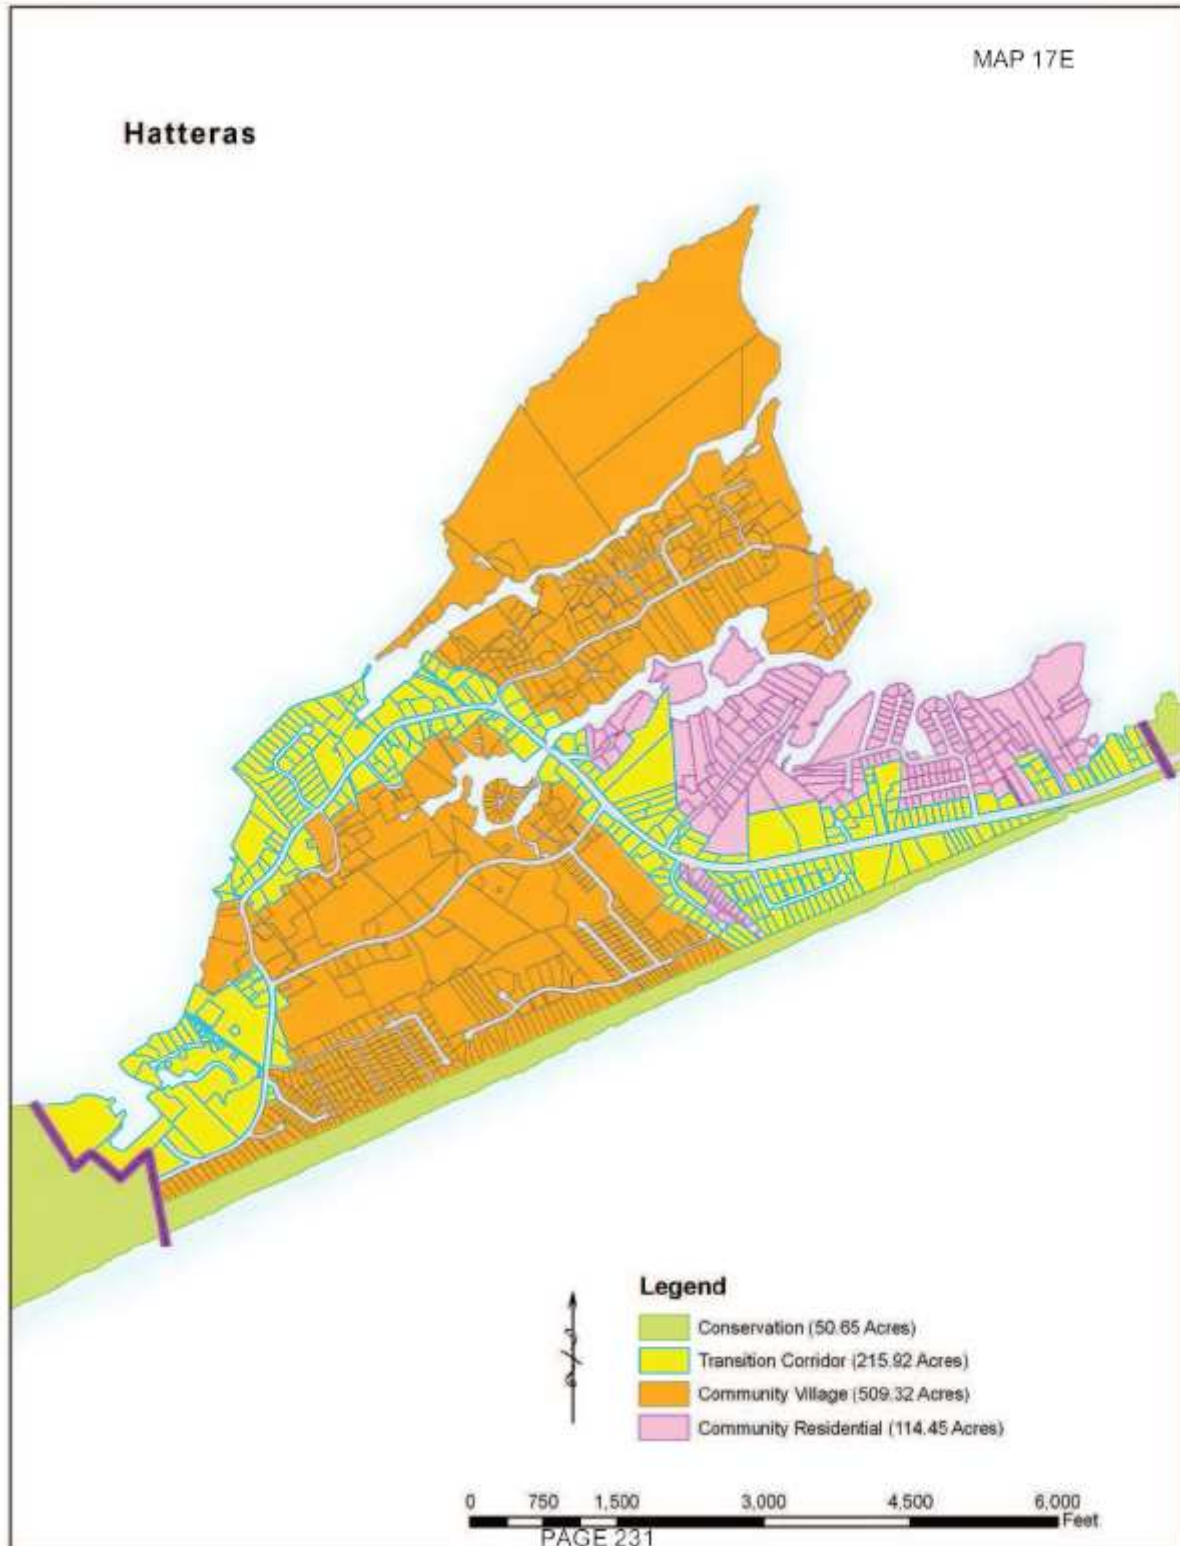 MAP 17E
Hatteras
Legend
Conservation (50.65 Acres)
Transition Corridor (215.92 Acres)
Community Village (509.32 Acres)
Community Residential (114.45 Acres)
0 750 1,500 3,000 4,500 6,000
Feet
PAGE 231